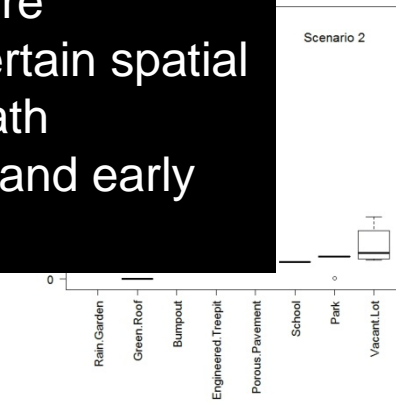 re
ertain spatial
ath
and early
Scenario 2
0
Rain.Garden
Green.Roof
Bumpout
Engineered.Treepit
Porous.Pavement
School
Park
Vacant.Lot